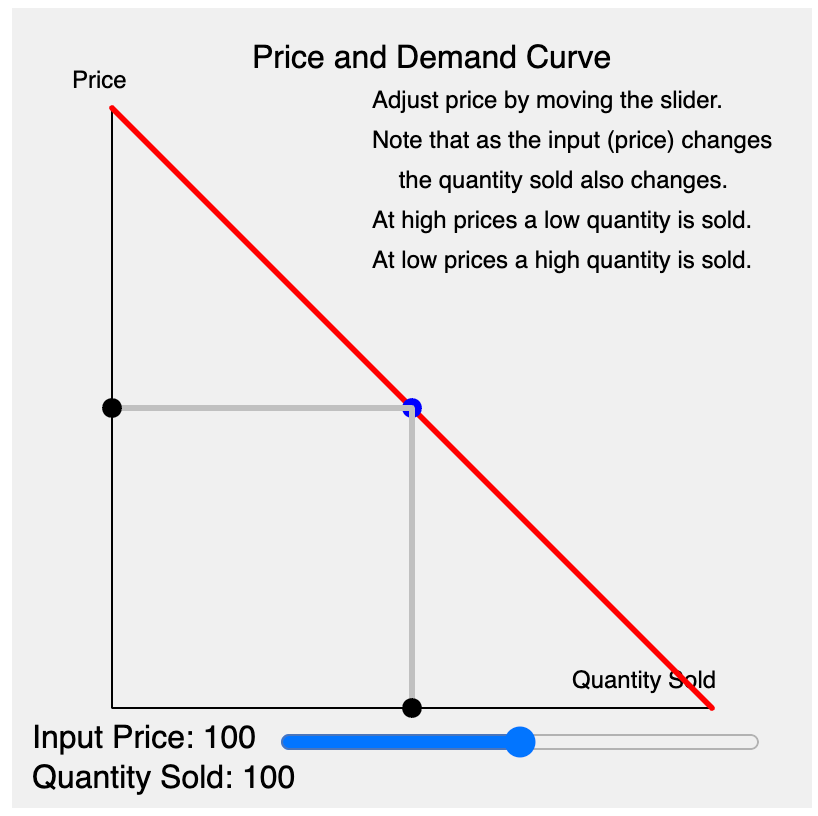 Price and Demand Curve
Price
Adjust price by moving the slider.
Note that as the input (price) changes
the quantity sold also changes.
At high prices a low quantity is sold.
At low prices a high quantity is sold.
Quantity Sold
Input Price: 100
Quantity Sold: 100